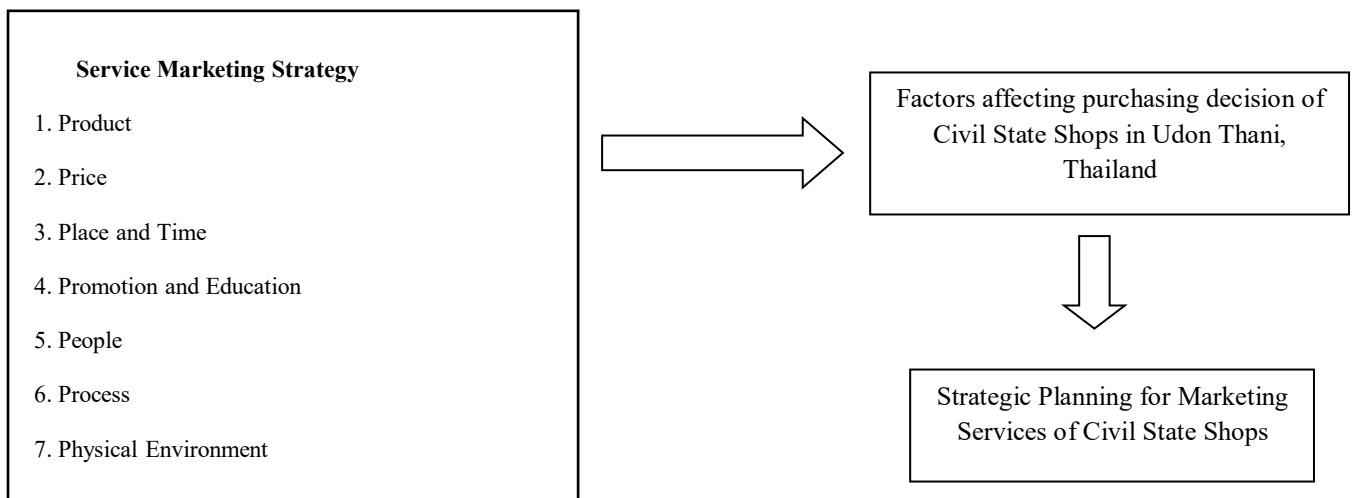 Service Marketing Strategy
1. Product
2. Price
3. Place and Time
4. Promotion and Education
5. People
6. Process
7. Physical Environment
Factors affecting purchasing decision of
Civil State Shops in Udon Thani,
Thailand
Strategic Planning for Marketing
Services of Civil State Shops